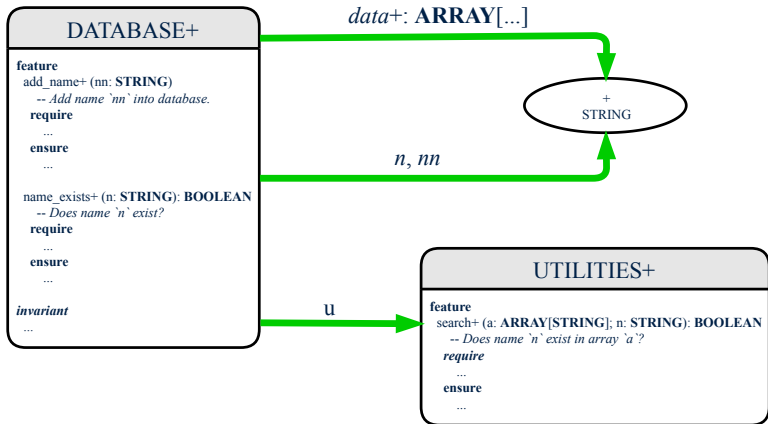 DATABASE+
feature
add_name+ (nn: STRING)
-- Add name `nn` into database.
require
...
ensure
...
name_exists+ (n: STRING): BOOLEAN
-- Does name `n` exist?
require
...
ensure
...
invariant
...
data+: ARRAY[...]
+
STRING
n, nn
u
UTILITIES+
feature
search+ (a: ARRAY[STRING]; n: STRING): BOOLEAN
-- Does name `n` exist in array `a`?
require
...
ensure
...